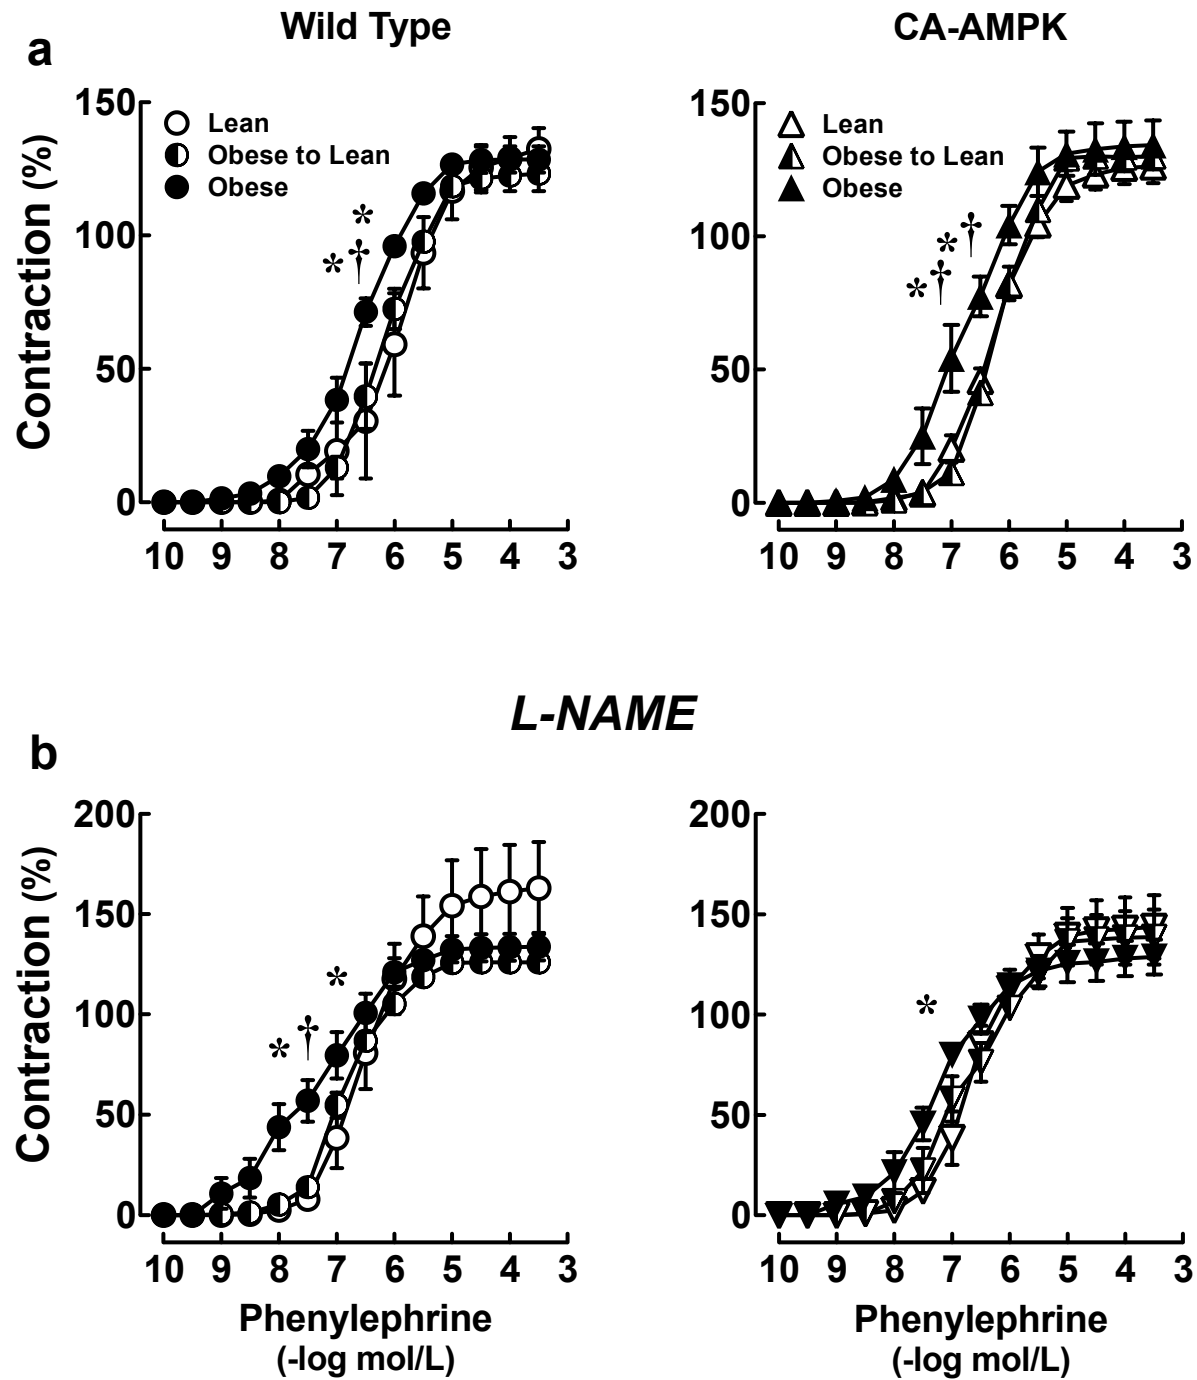 Wild Type
CA-AMPK
a
150
100
50
0
Contraction (%)
Lean
Obese to Lean
Obese
*
*†
10 9 8 7 6 5 4 3
150
100
50
0
Lean
Obese to Lean
Obese
*†
*†
10 9 8 7 6 5 4 3
L-NAME
b
200
150
100
50
0
Contraction (%)
*
*†
10 9 8 7 6 5 4 3
Phenylephrine
(-log mol/L)
200
150
100
50
0
*
10 9 8 7 6 5 4 3
Phenylephrine
(-log mol/L)